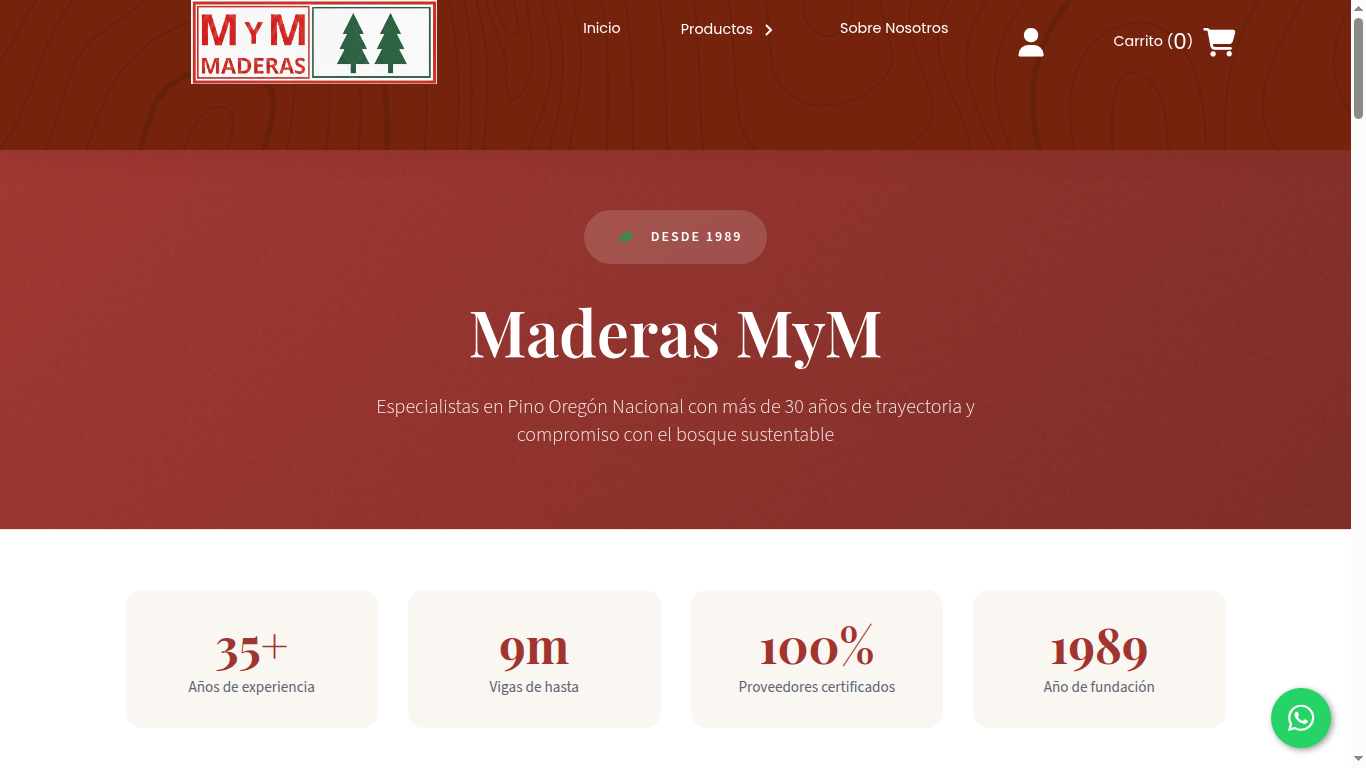 MYM
MADERAS
Inicio
Productos
Sobre Nosotros
Carrito (0)
DESDE 1989
Maderas MyM
Especialistas en Pino Oregón Nacional con más de 30 años de trayectoria y
compromiso con el bosque sustentable
35+
Años de experiencia
9m
Vigas de hasta
100%
Proveedores certificados
1989
Año de fundación